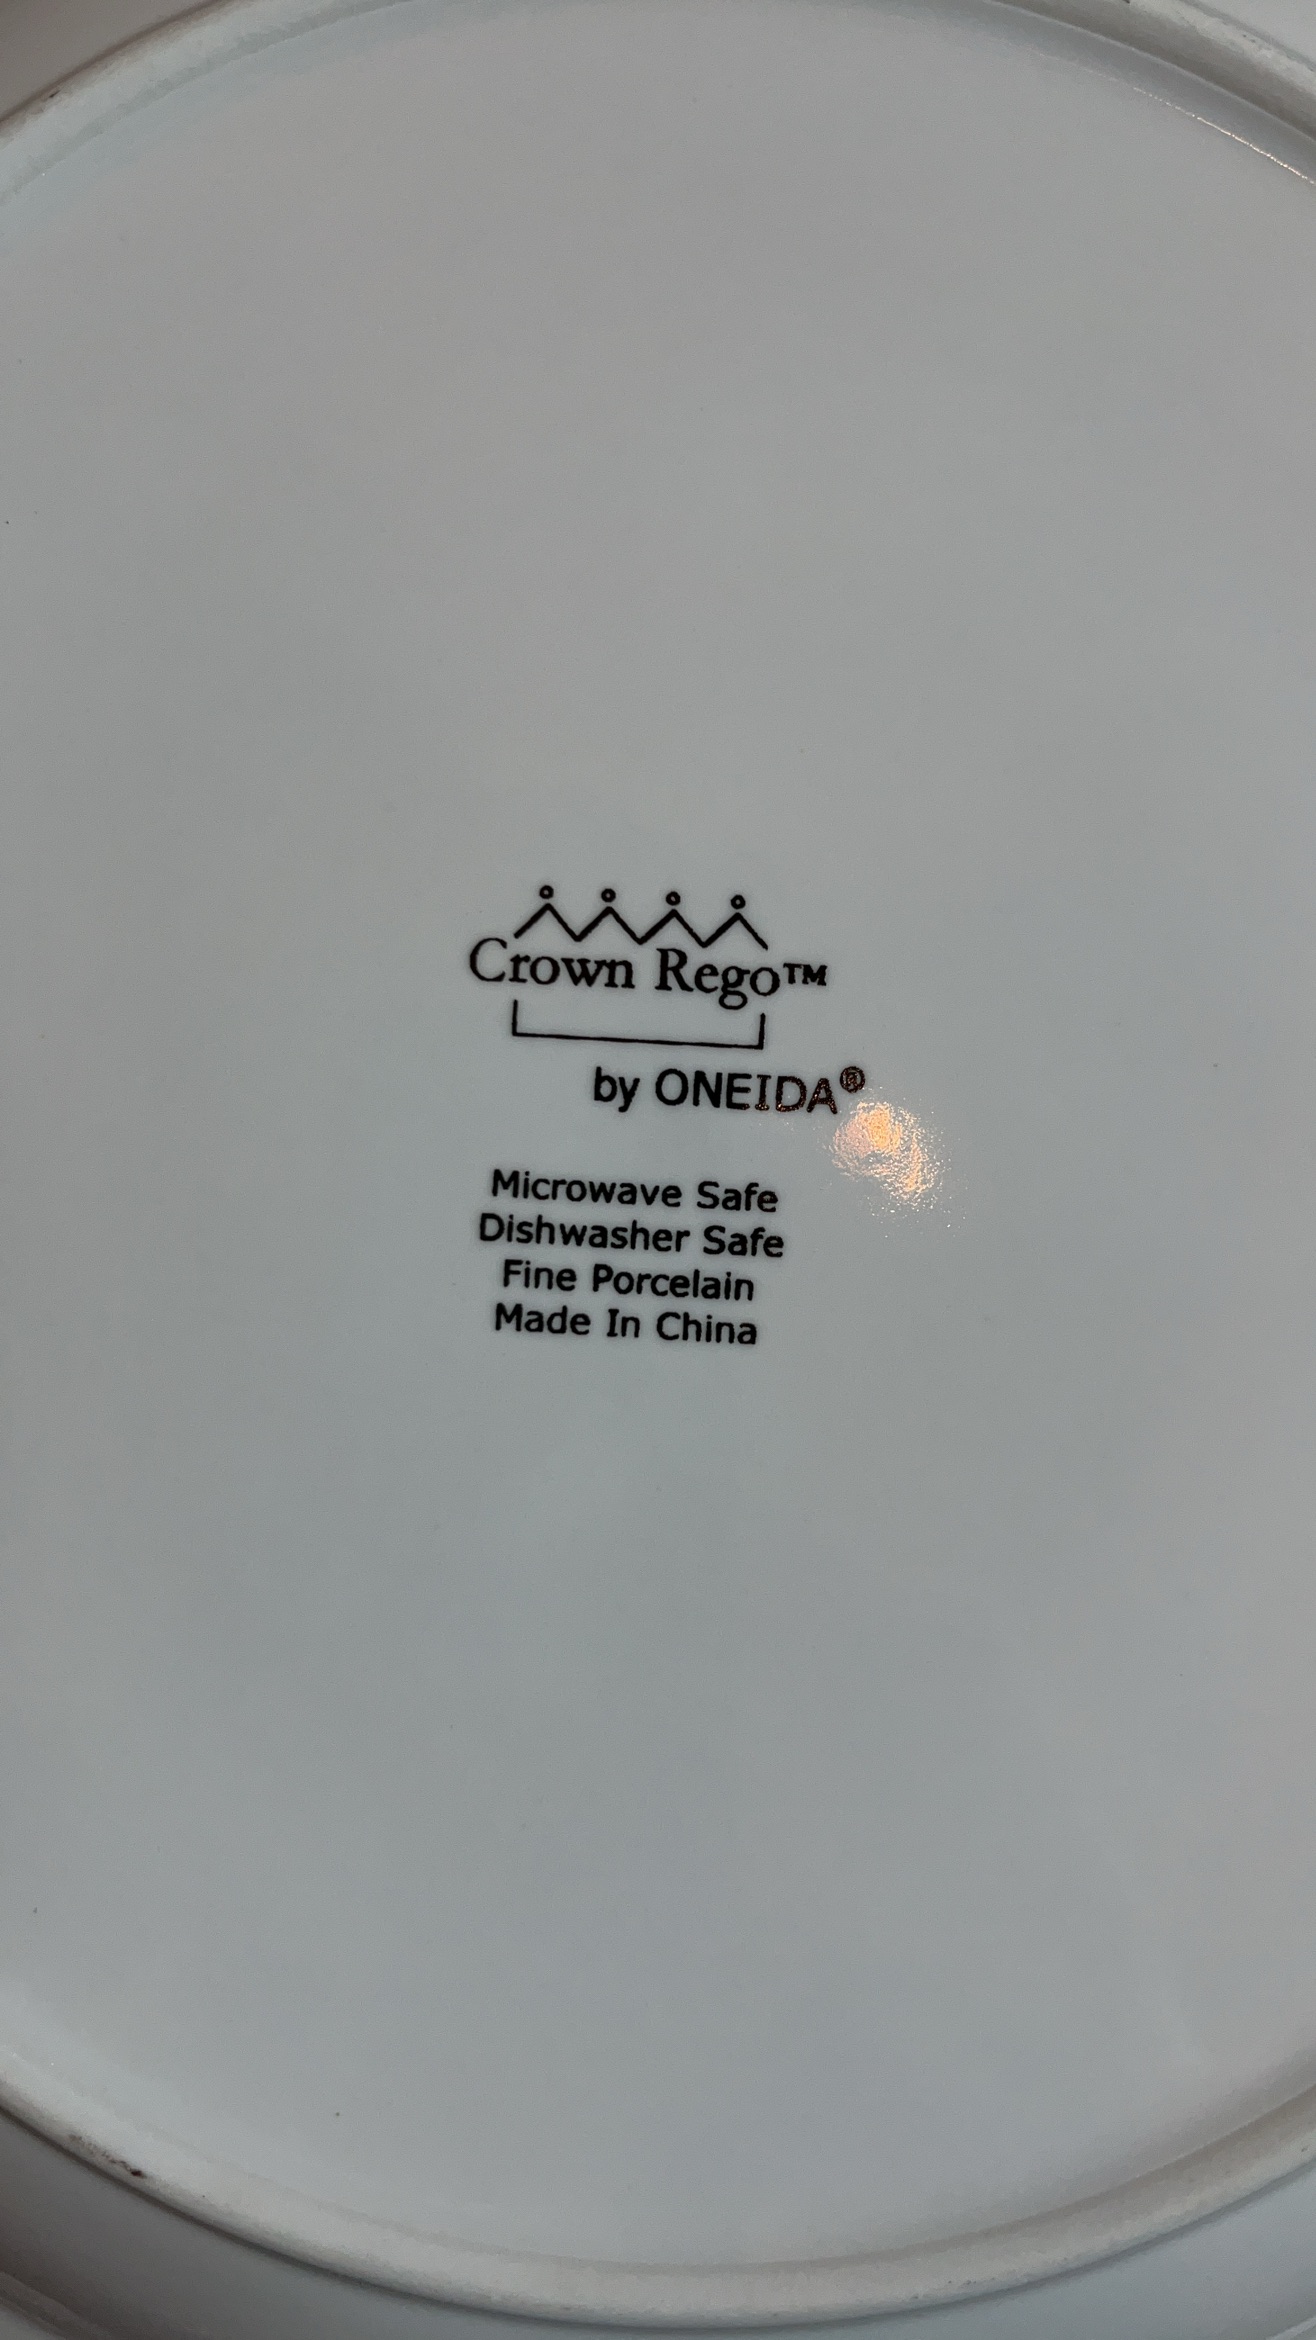 Crown Rego™
by ONEIDA®
Microwave Safe
Dishwasher Safe
Fine Porcelain
Made In China